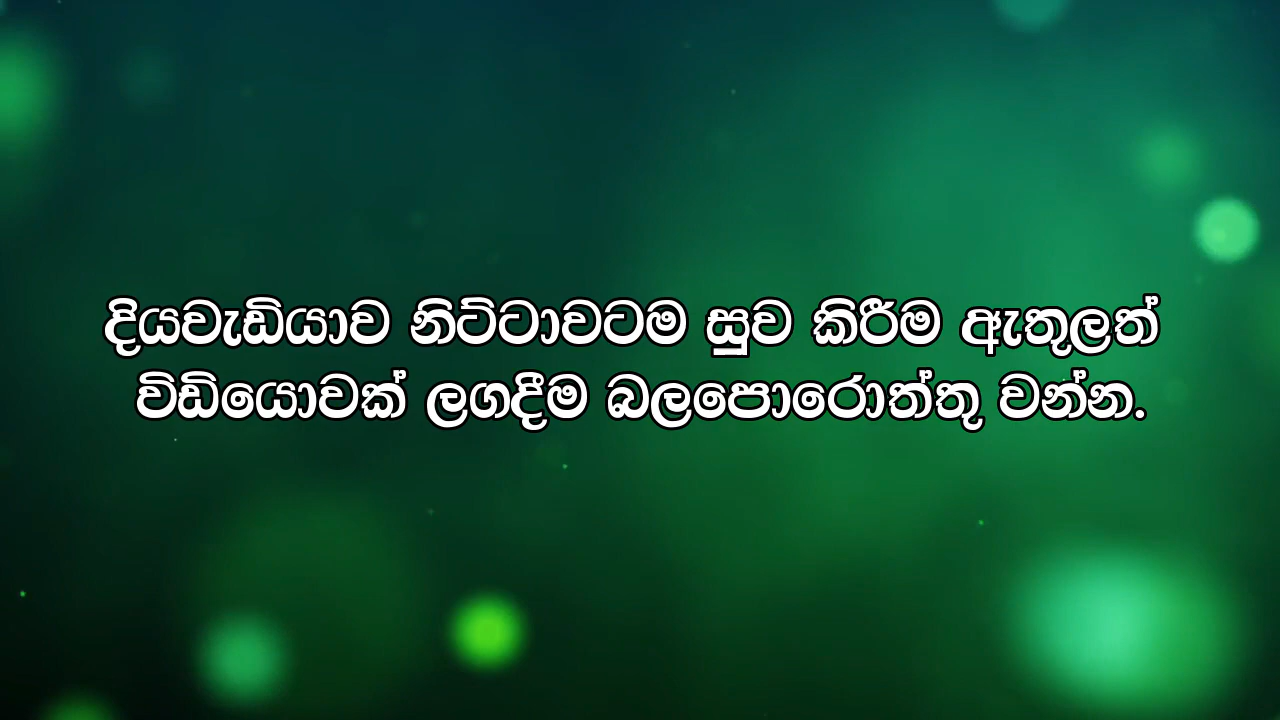 දියවැඩියාව නිට්ටාවටම සුව කිරීම ඇතුලත්
විඩියොවක් ලගදීම බලපොරොත්තු වන්න.